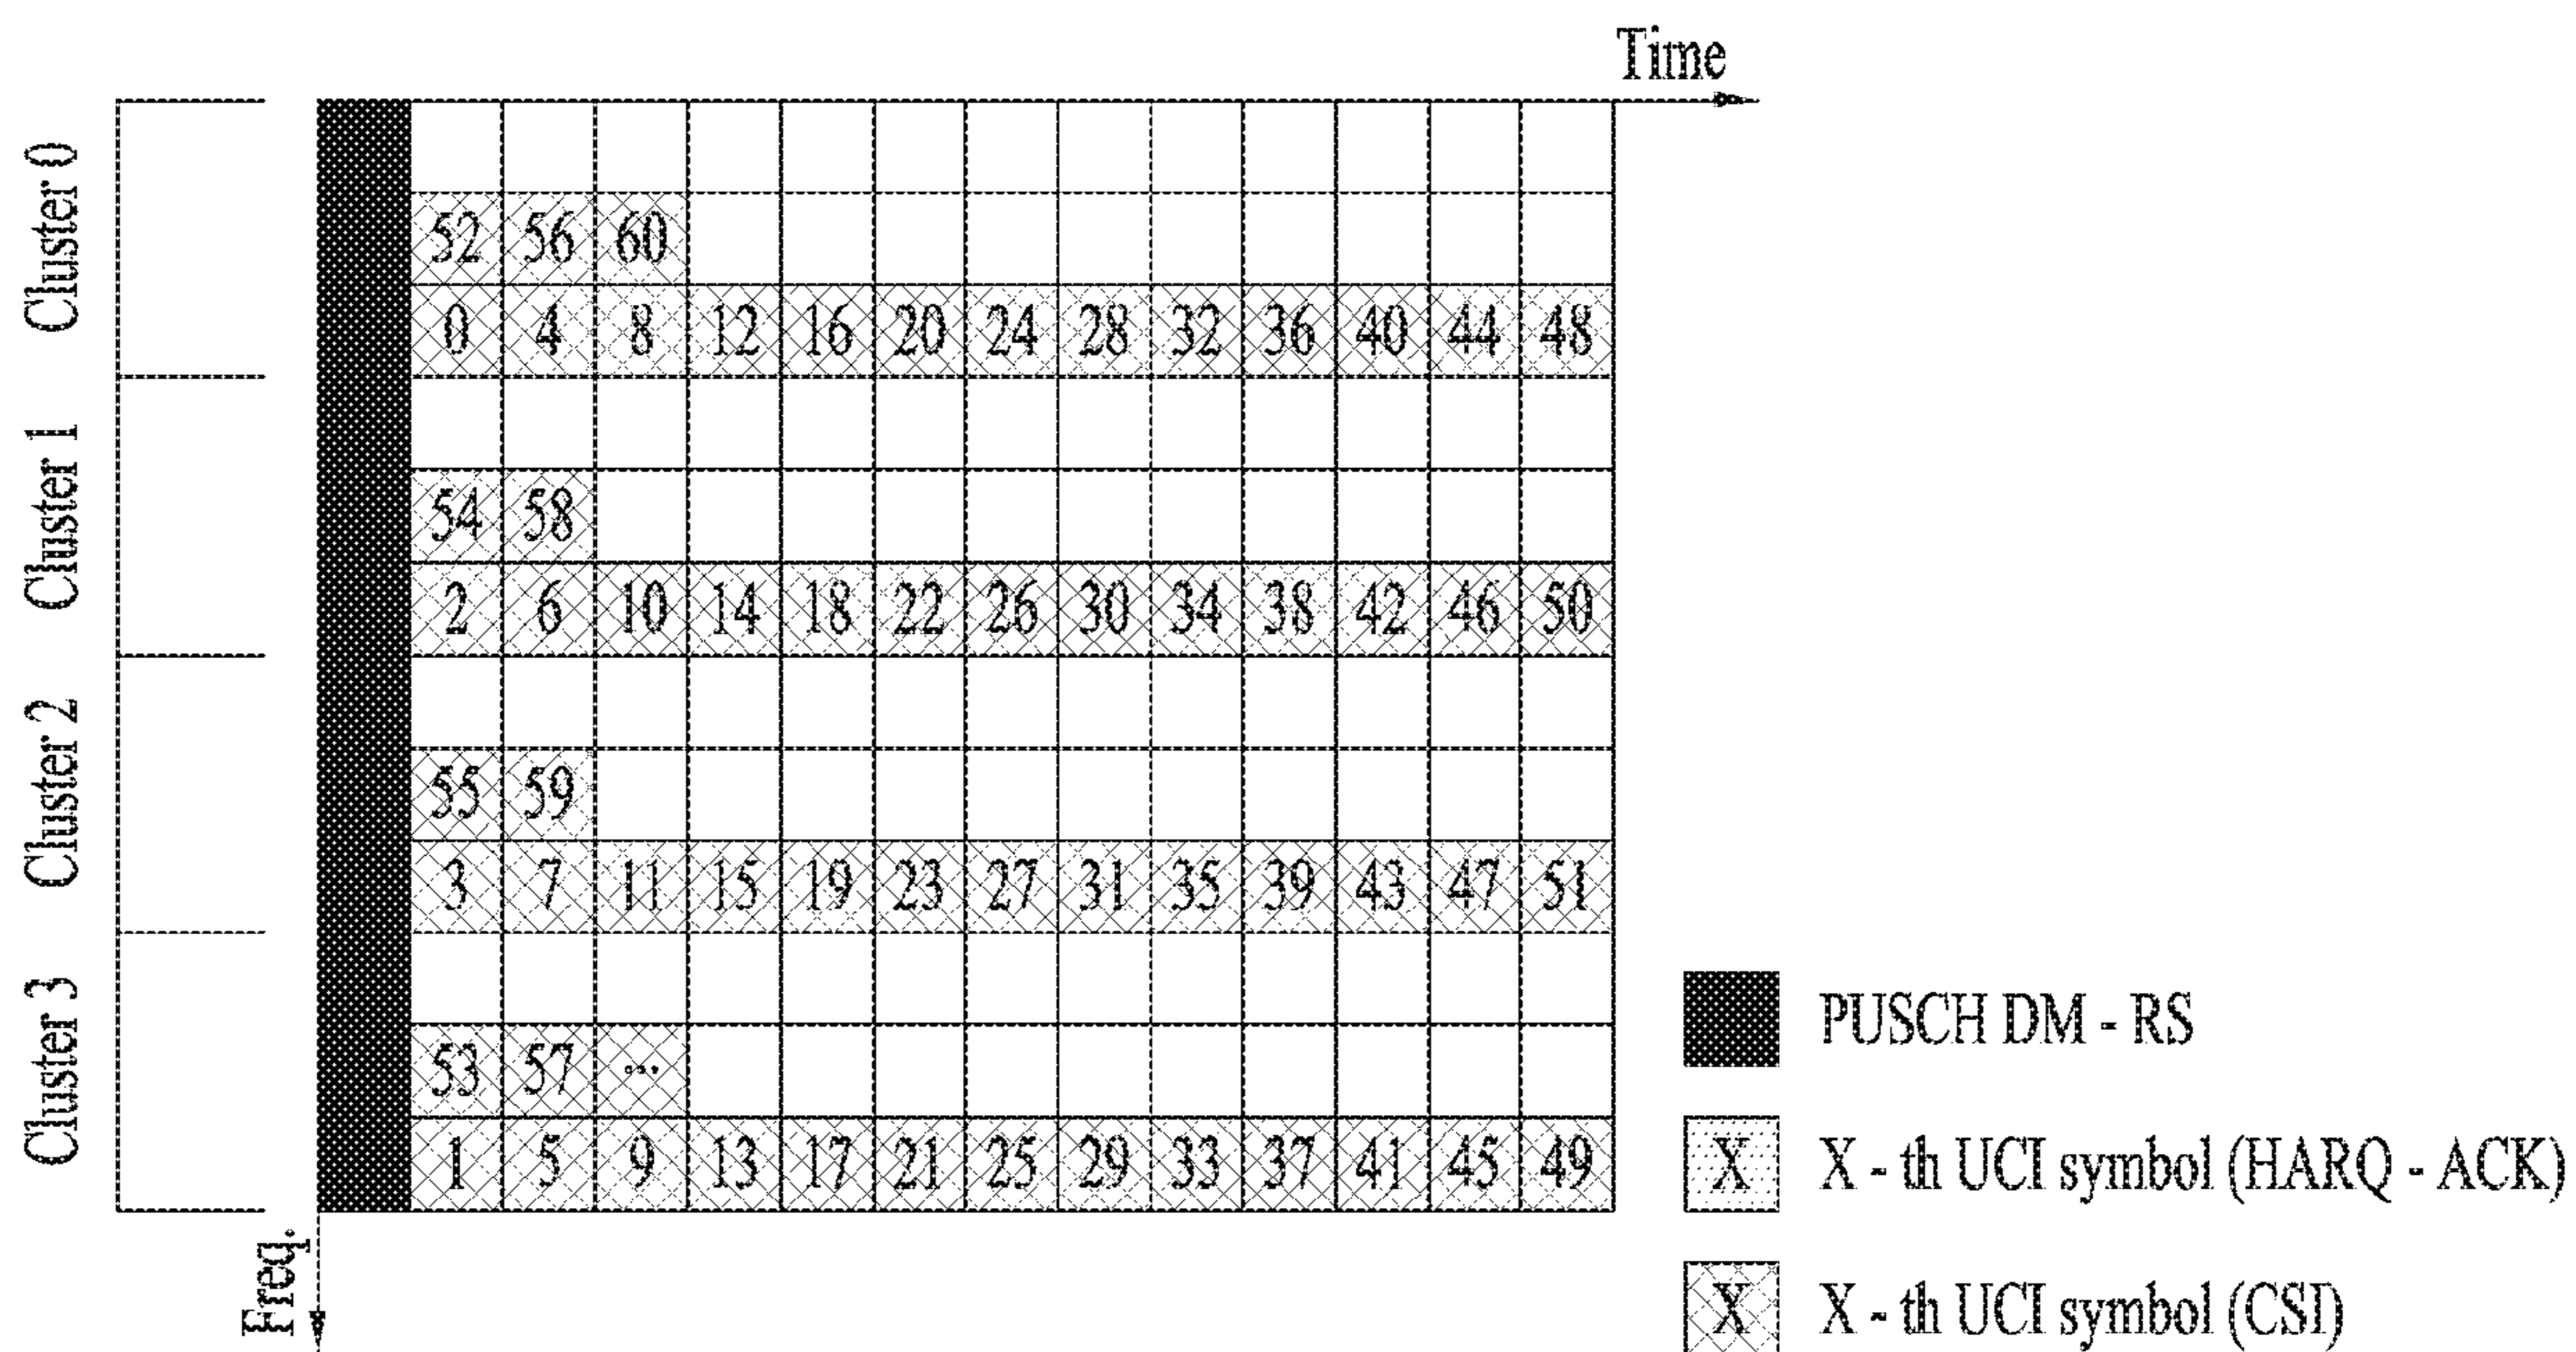 Time
Cluster 0
52 56 60
0 4 8 12 16 20 24 28 32 36 40 44 48
Cluster 1
54 58
2 6 10 14 18 22 26 30 34 38 42 46 50
Cluster 2
55 59
3 7 11 15 19 23 27 31 35 39 43 47 51
Cluster 3
53 57 ...
1 5 9 13 17 21 25 29 33 37 41 45 49
Freq.
PUSCH DM - RS
X X - th UCI symbol (HARQ - ACK)
X X - th UCI symbol (CSI)